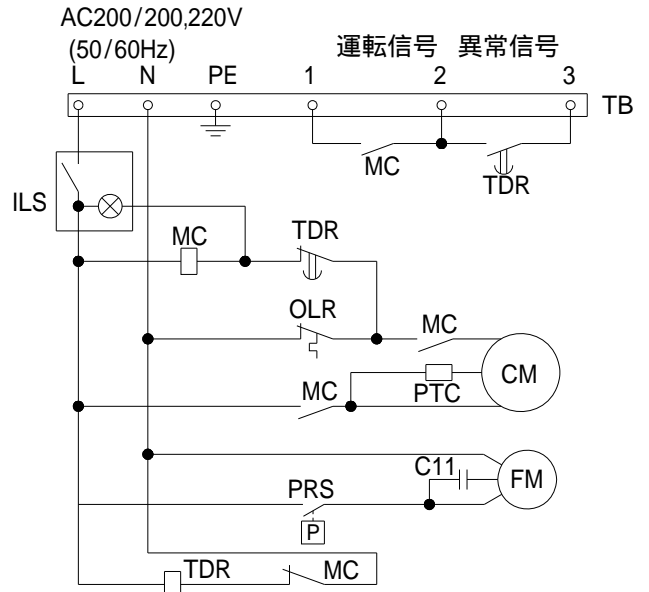 AC200/200,220V
(50/60Hz)
運転信号 異常信号
L N PE 1 2 3
TB
MC
TDR
ILS
MC
TDR
OLR
MC
CM
PTC
MC
C11
FM
PRS
P
TDR
MC